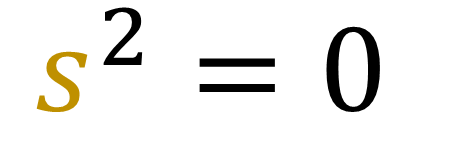 s² = 0